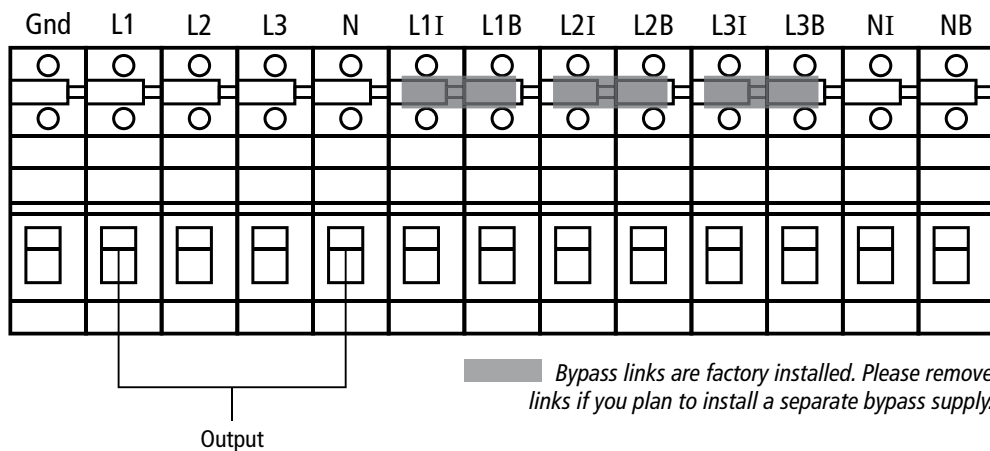 Gnd L1 L2 L3 N L1I L1B L2I L2B L3I L3B NI NB
Bypass links are factory installed. Please remove
links if you plan to install a separate bypass supply.
Output